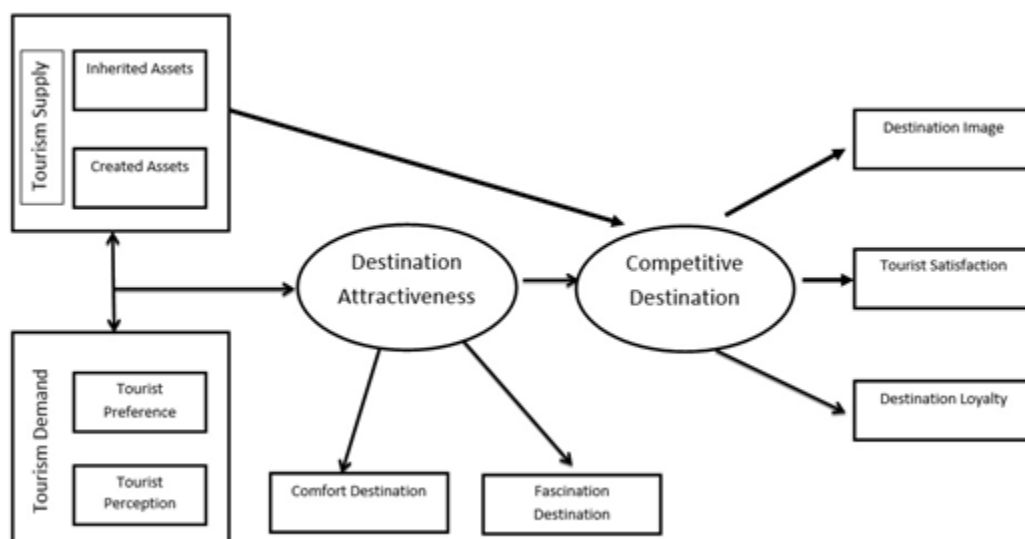 Tourism Supply
Inherited Assets
Created Assets
Tourism Demand
Tourist
Preference
Tourist
Perception
Destination
Attractiveness
Comfort Destination
Fascination
Destination
Competitive
Destination
Destination Image
Tourist Satisfaction
Destination Loyalty